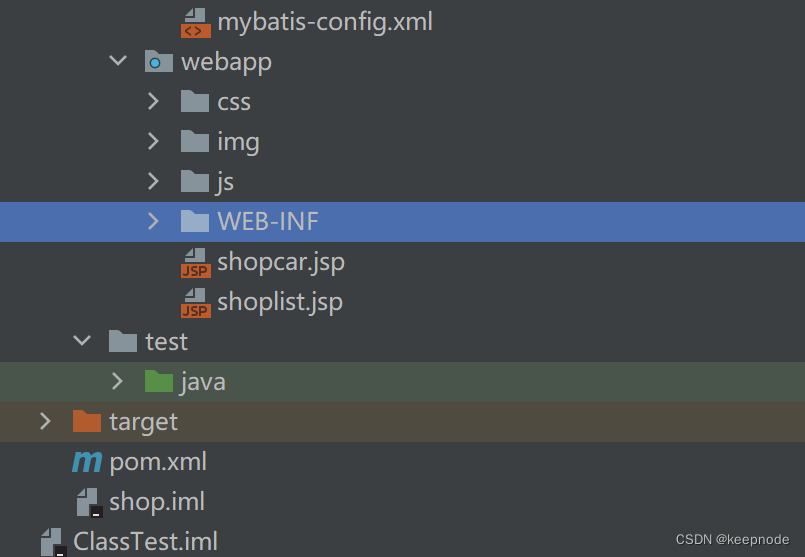 mybatis-config.xml
webapp
css
img
js
WEB-INF
JSP shopcar.jsp
JSP shoplist.jsp
test
java
target
m pom.xml
shop.iml
ClassTest.iml
CSDN @keepnode